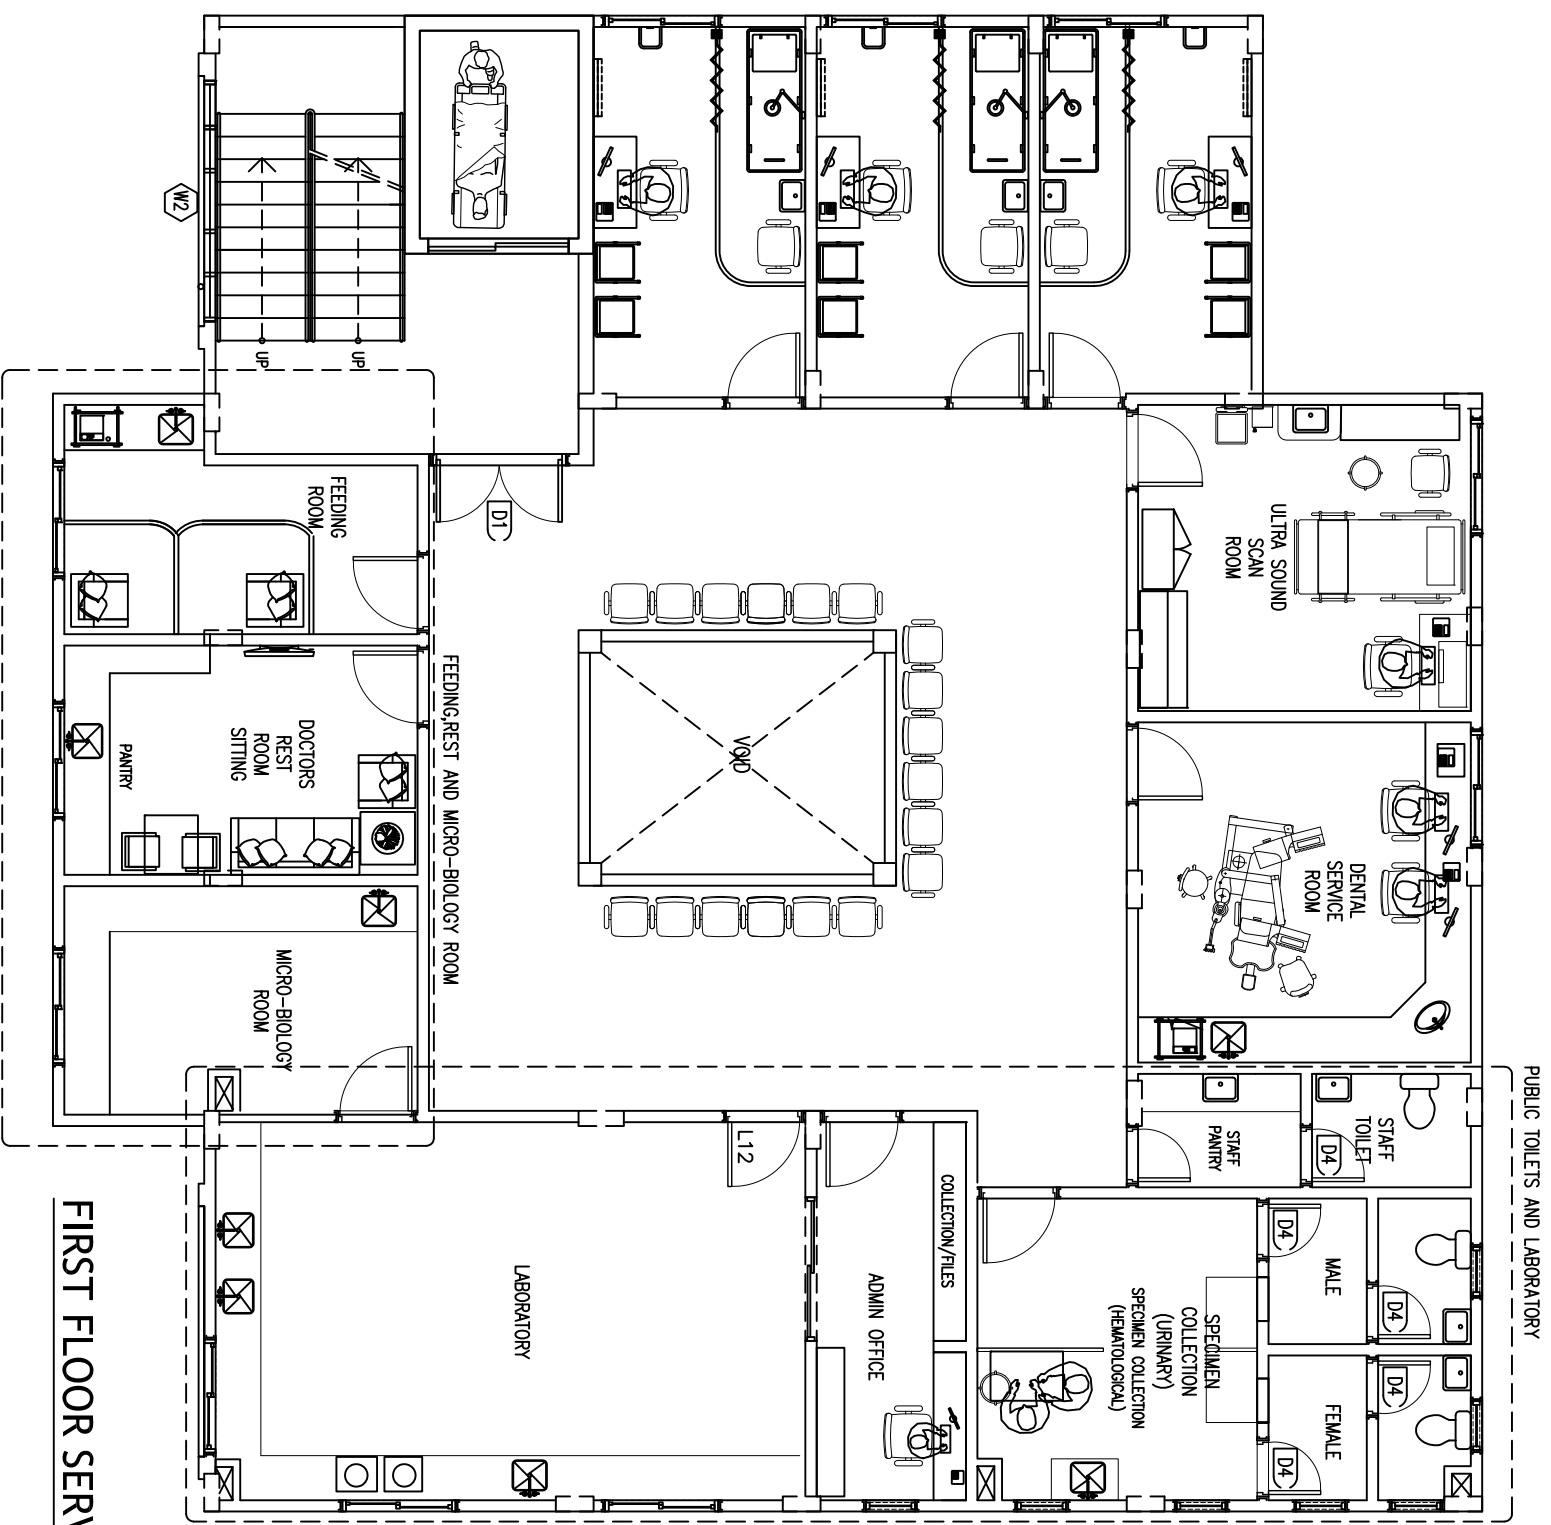 PUBLIC TOILETS AND LABORATORY
ULTRA SOUND
SCAN
ROOM
DENTAL
SERVICE
ROOM
STAFF
TOILET
D4
STAFF
PANTRY
D4
D4
MALE
D4
D4
FEMALE
SPECIMEN
COLLECTION
(URINARY)
SPECIMEN COLLECTION
(HEMATOLOGICAL)
COLLECTION/FILES
ADMIN OFFICE
L12
LABORATORY
VOID
D1
FEEDING,REST AND MICRO-BIOLOGY ROOM
UP
UP
W2
FEEDING
ROOM
DOCTORS
REST
ROOM
SITTING
PANTRY
MICRO-BIOLOGY
ROOM
FIRST FLOOR SERV